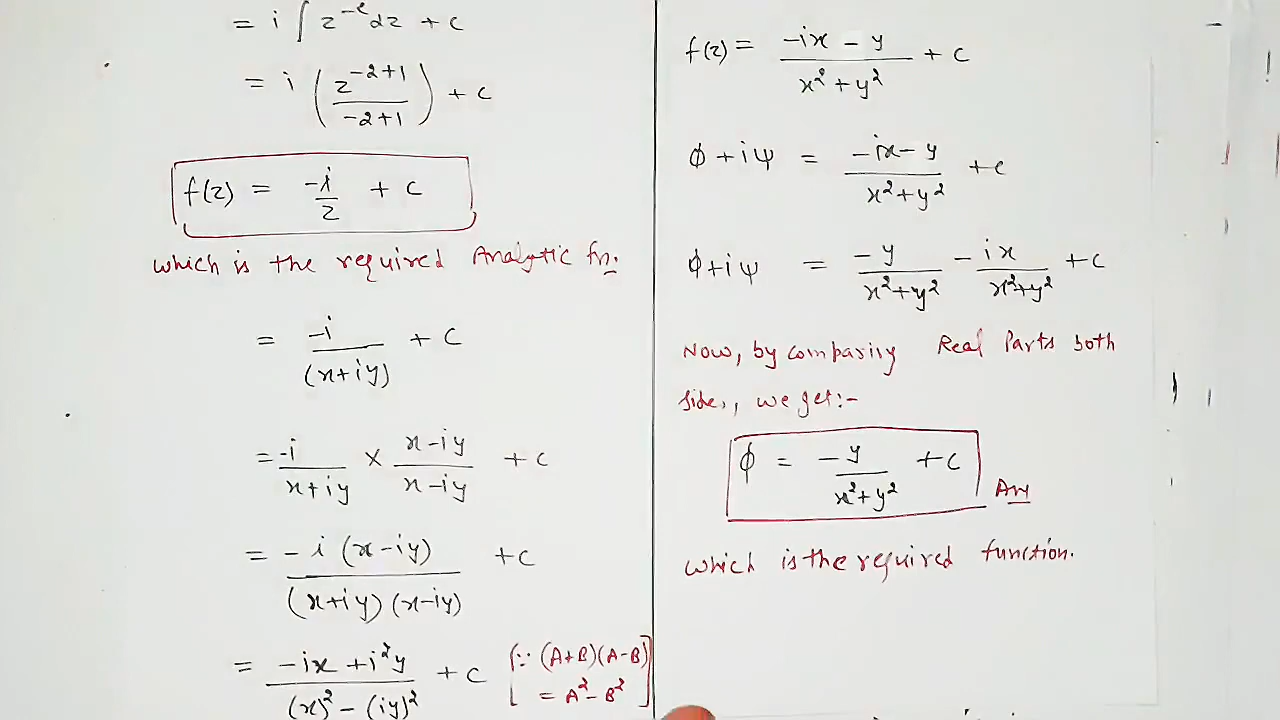 = i ∫ z⁻² dz + c
= i (z⁻²⁺¹ / -2+1) + c
f(z) = -i/z + c
which is the required Analytic fn.
= -i / (x+iy) + c
= -i / x+iy × x-iy / x-iy + c
= -i (x-iy) / (x+iy) (x-iy) + c
= -ix + i²y / (x)² - (iy)² + c [∵ (A+B)(A-B)
= A² - B²]
f(z) = -ix - y / x² + y² + c
ϕ + iψ = -ix - y / x² + y² + c
ϕ + iψ = -y / x² + y² - ix / x² + y² + c
Now, by comparing Real Parts both
sides, we get:-
ϕ = -y / x² + y² + c
Ans
which is the required function.